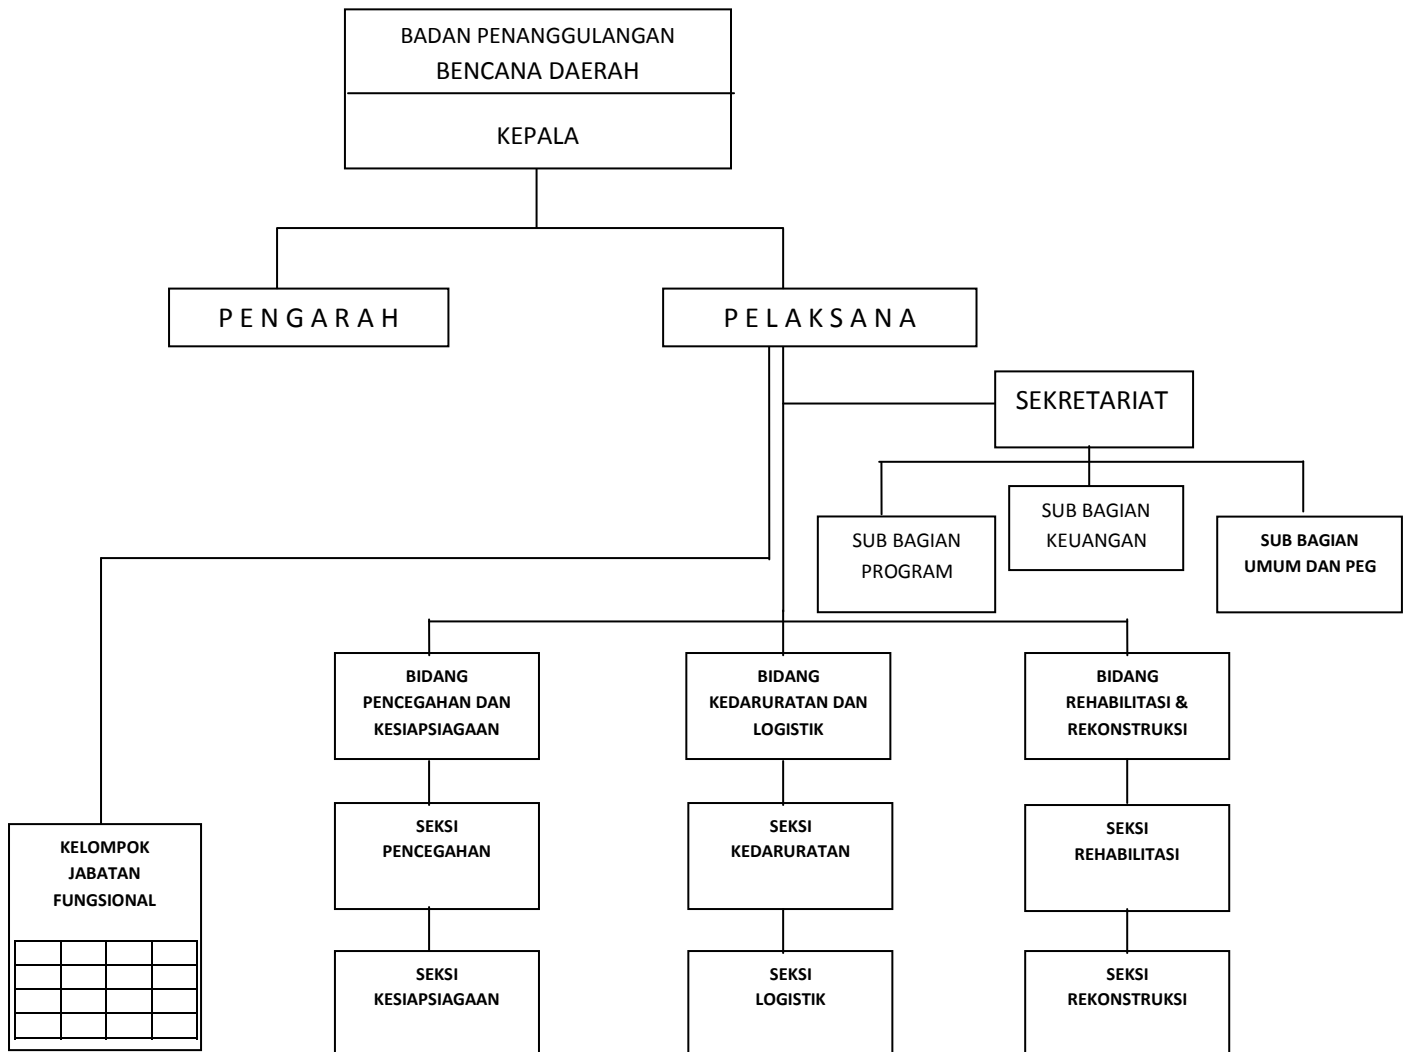 BADAN PENANGGULANGAN
BENCANA DAERAH
KEPALA
P E N G A R A H
P E L A K S A N A
SEKRETARIAT
SUB BAGIAN
PROGRAM
SUB BAGIAN
KEUANGAN
SUB BAGIAN
UMUM DAN PEG
BIDANG
PENCEGAHAN DAN
KESIAPSIAGAAN
BIDANG
KEDARURATAN DAN
LOGISTIK
BIDANG
REHABILITASI &
REKONSTRUKSI
KELOMPOK
JABATAN
FUNGSIONAL
SEKSI
PENCEGAHAN
SEKSI
KEDARURATAN
SEKSI
REHABILITASI
SEKSI
KESIAPSIAGAAN
SEKSI
LOGISTIK
SEKSI
REKONSTRUKSI